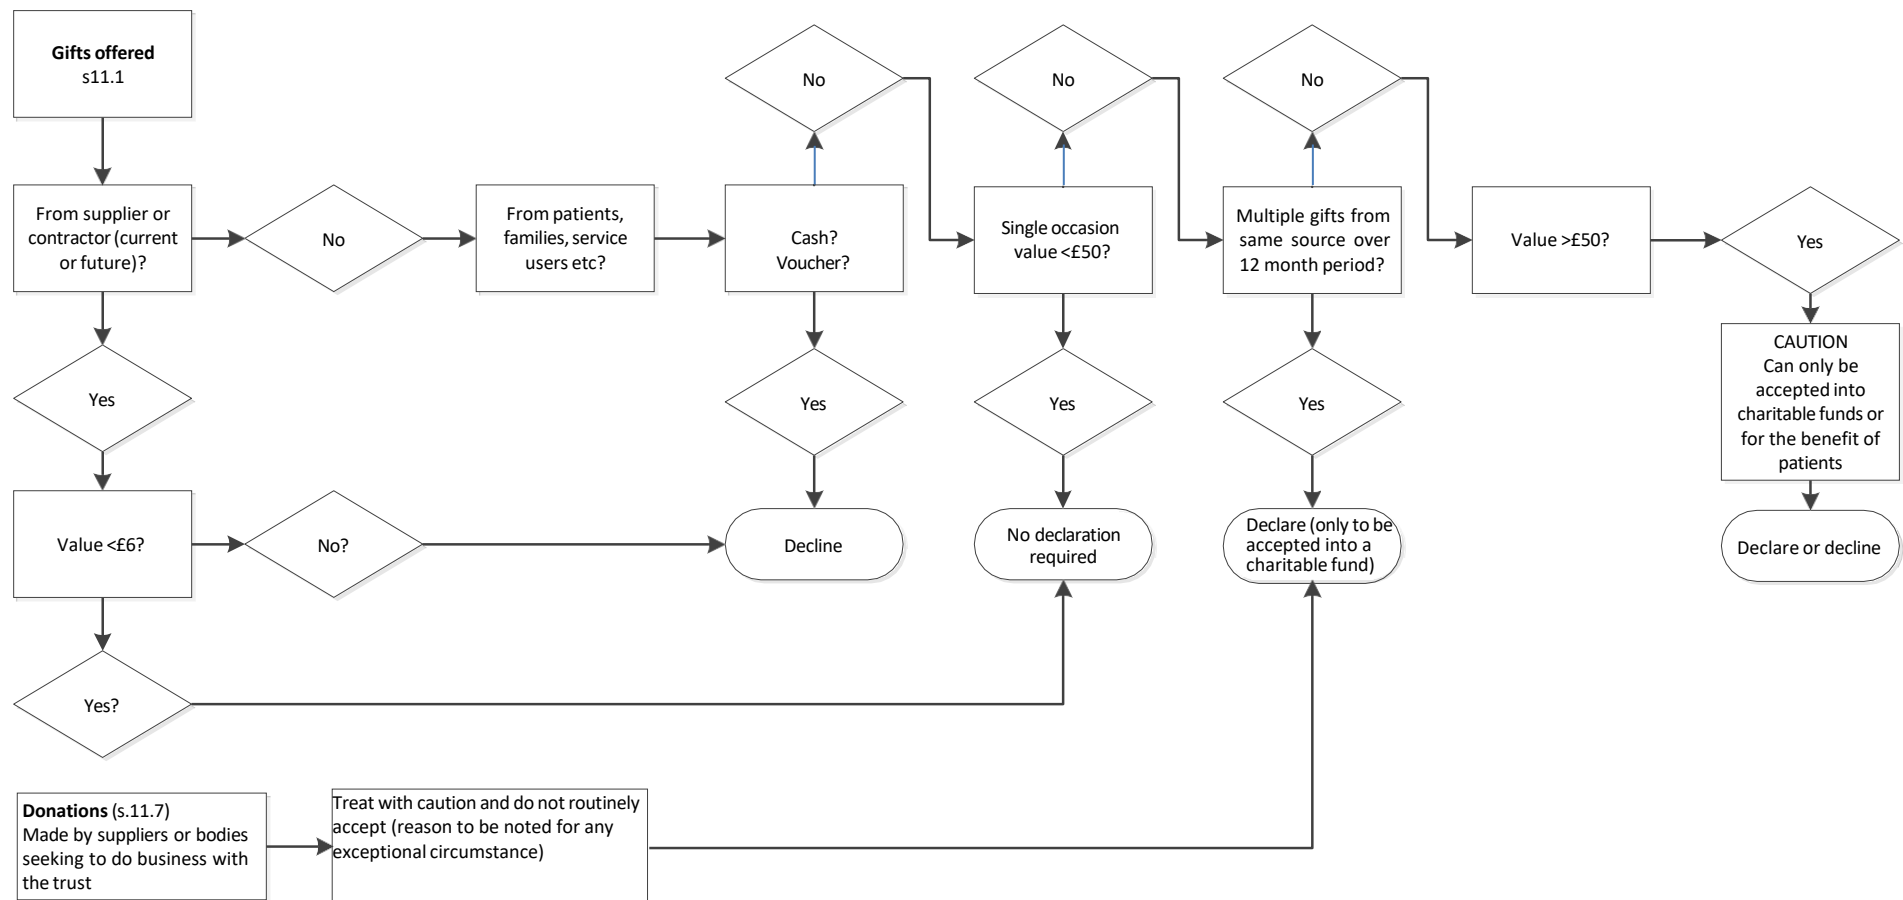 Gifts offered
s11.1
No
No
No
From supplier or
contractor (current
or future)?
No
From patients,
families, service
users etc?
Cash?
Voucher?
Single occasion
value <£50?
Multiple gifts from
same source over
12 month period?
Value >£50?
Yes
Yes
Yes
Yes
Yes
CAUTION
Can only be
accepted into
charitable funds or
for the benefit of
patients
Value <£6?
No?
Decline
No declaration
required
Declare (only to be
accepted into a
charitable fund)
Declare or decline
Yes?
Donations (s.11.7)
Made by suppliers or bodies
seeking to do business with
the trust
Treat with caution and do not routinely
accept (reason to be noted for any
exceptional circumstance)